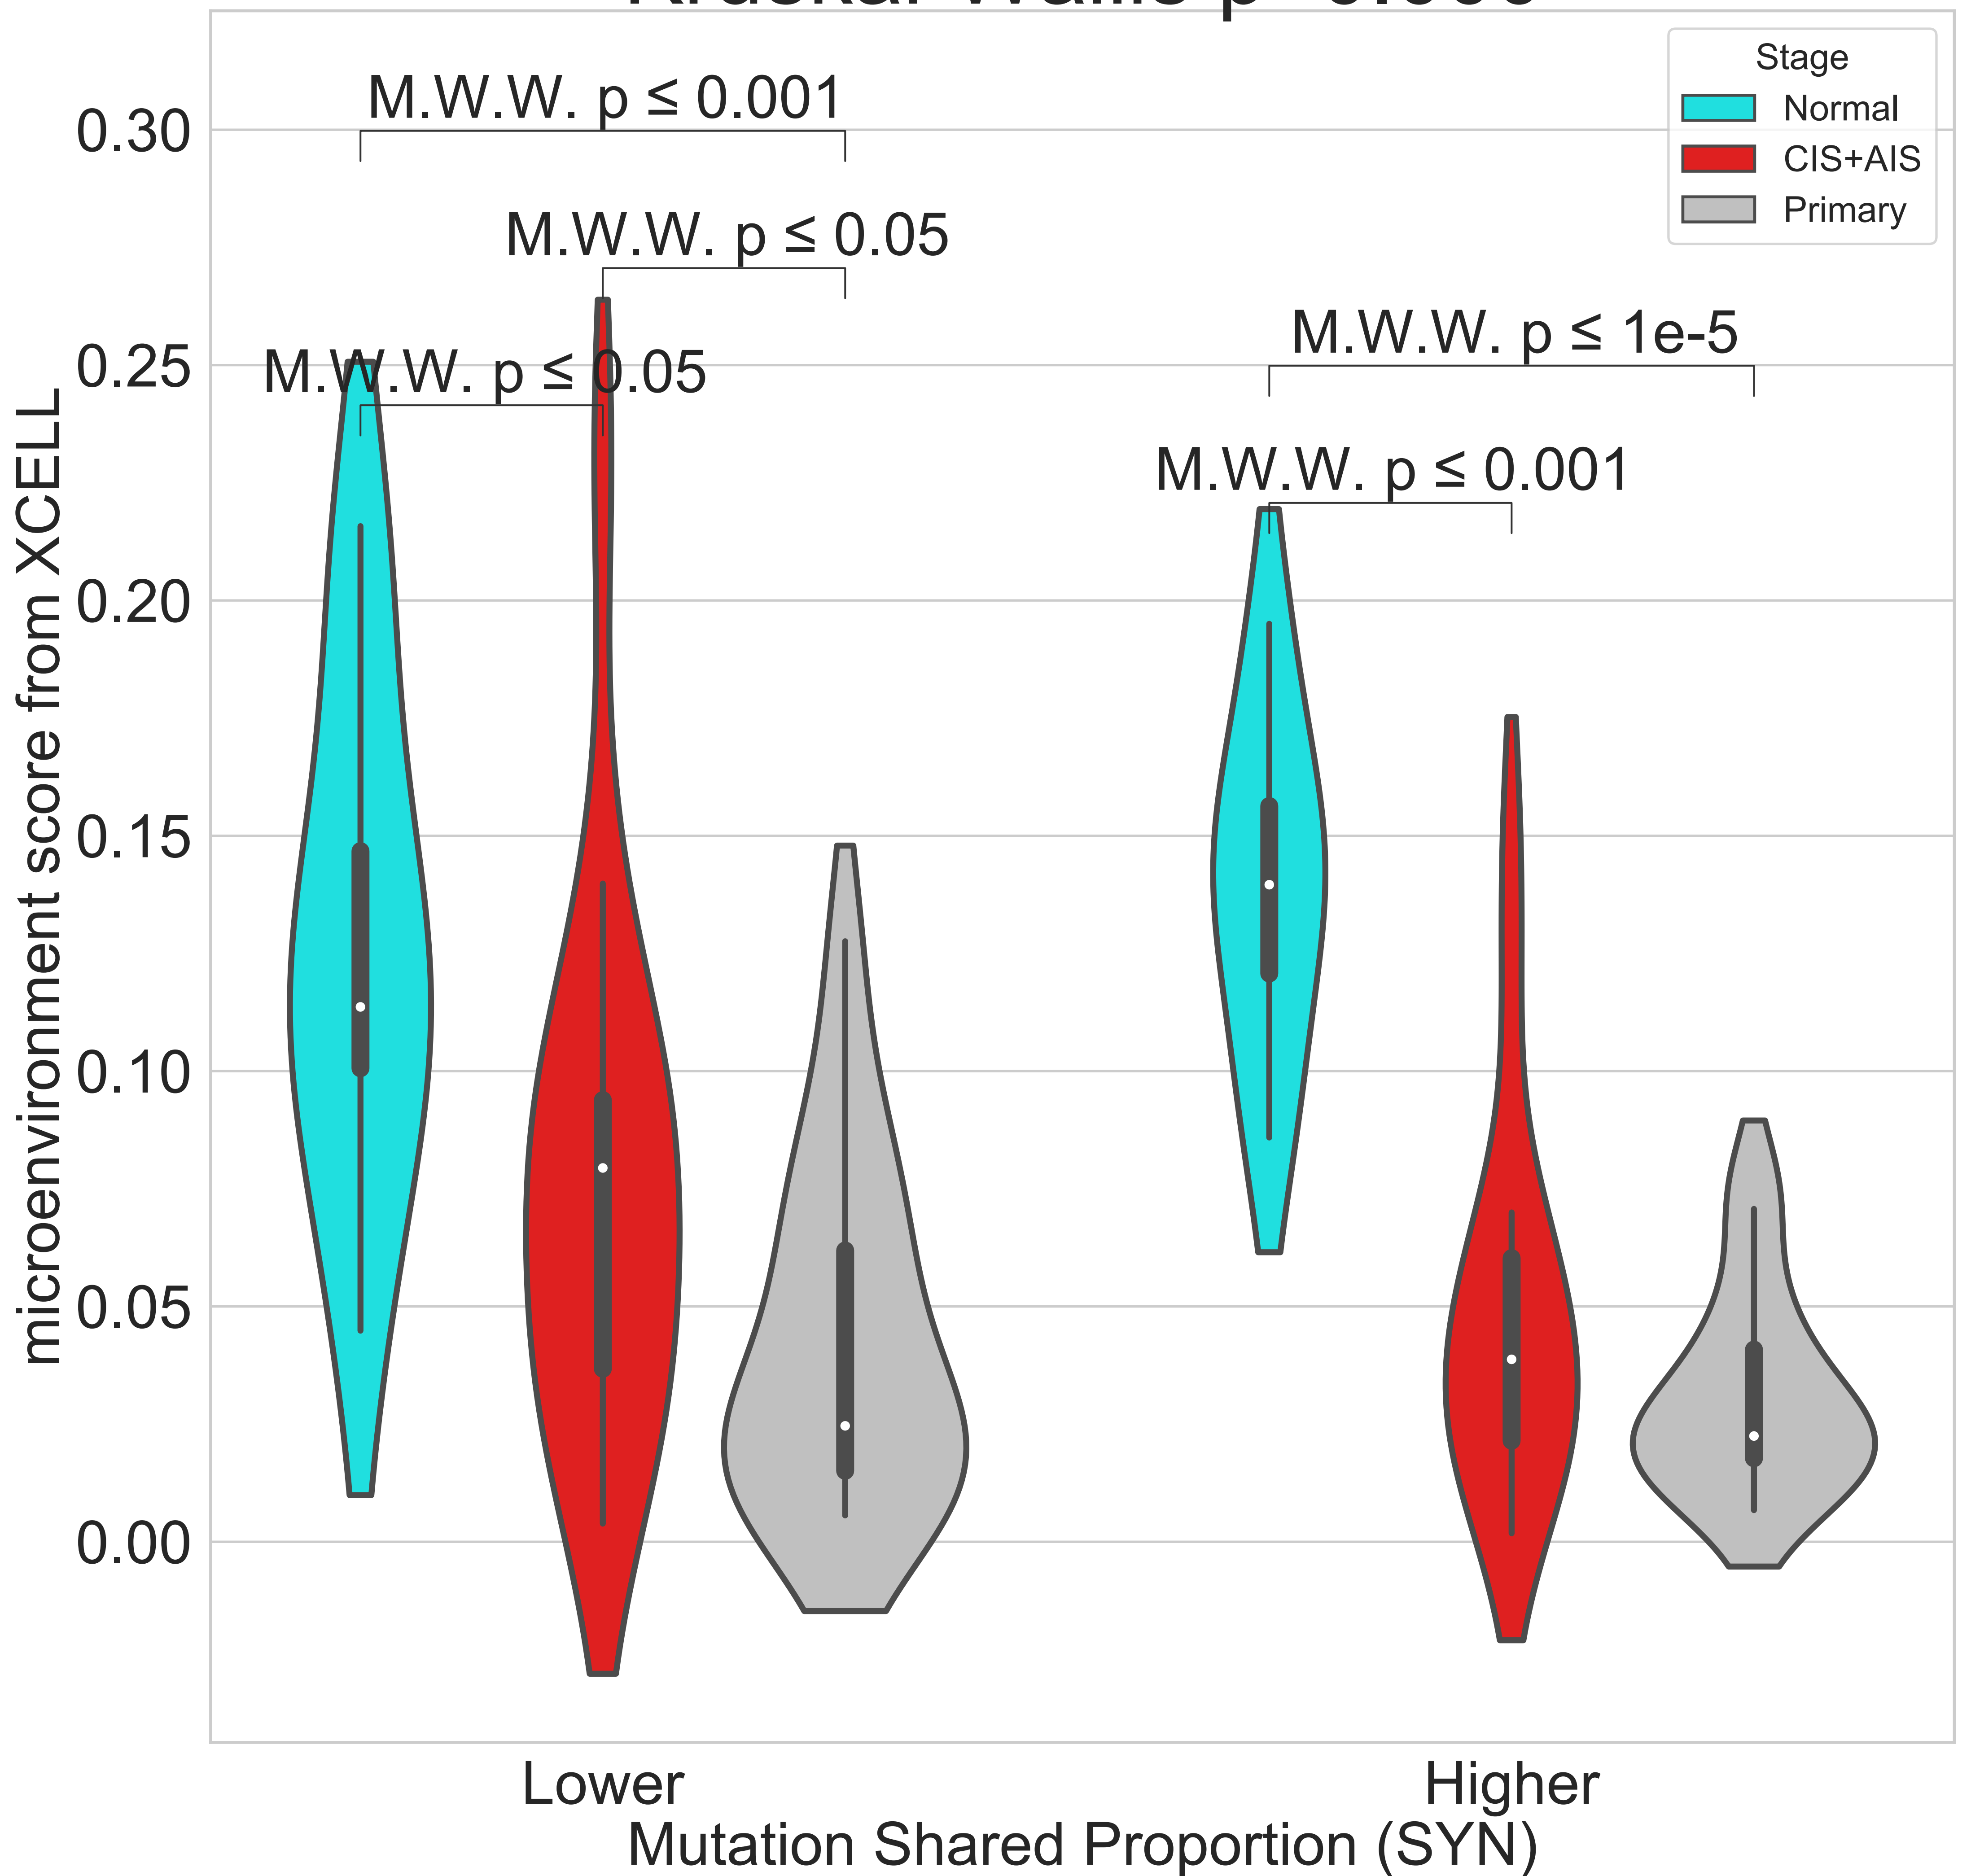 Stage
Normal
CIS+AIS
Primary
M.W.W. p ≤ 0.001
M.W.W. p ≤ 0.05
M.W.W. p ≤ 0.05
M.W.W. p ≤ 1e-5
M.W.W. p ≤ 0.001
0.30
0.25
0.20
0.15
0.10
0.05
0.00
microenvironment score from XCELL
Lower
Higher
Mutation Shared Proportion (SYN)